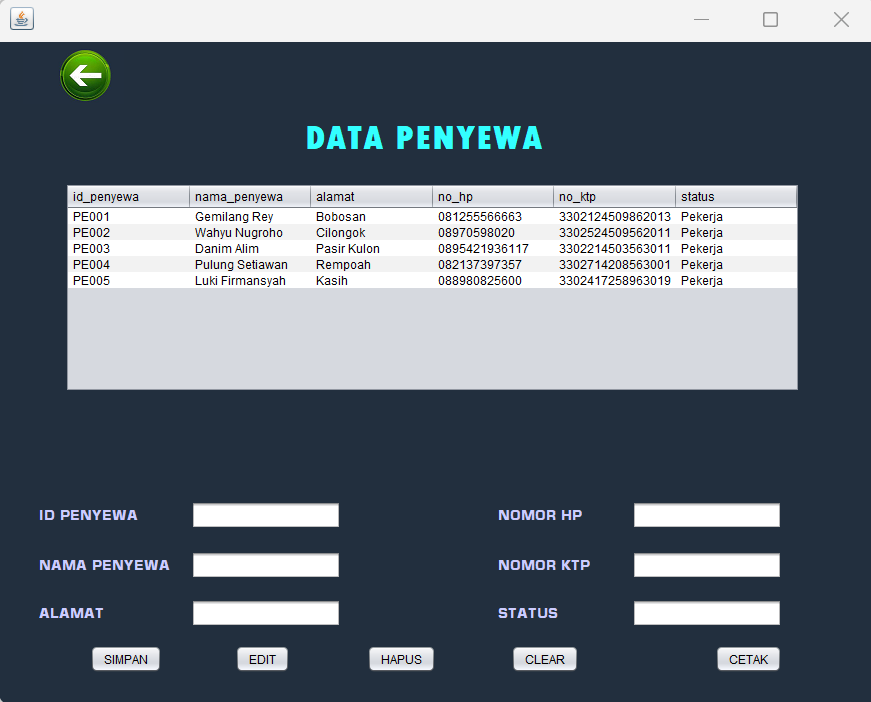 DATA PENYEWA
id_penyewa nama_penyewa alamat no_hp no_ktp status
PE001 Gemilang Rey Bobosan 081255566663 3302124509862013 Pekerja
PE002 Wahyu Nugroho Cilongok 08970598020 3302524509562011 Pekerja
PE003 Danim Alim Pasir Kulon 0895421936117 3302214503563011 Pekerja
PE004 Pulung Setiawan Rempoah 082137397357 3302714208563001 Pekerja
PE005 Luki Firmansyah Kasih 088980825600 3302417258963019 Pekerja
ID PENYEWA NOMOR HP
NAMA PENYEWA NOMOR KTP
ALAMAT STATUS
SIMPAN EDIT HAPUS CLEAR CETAK